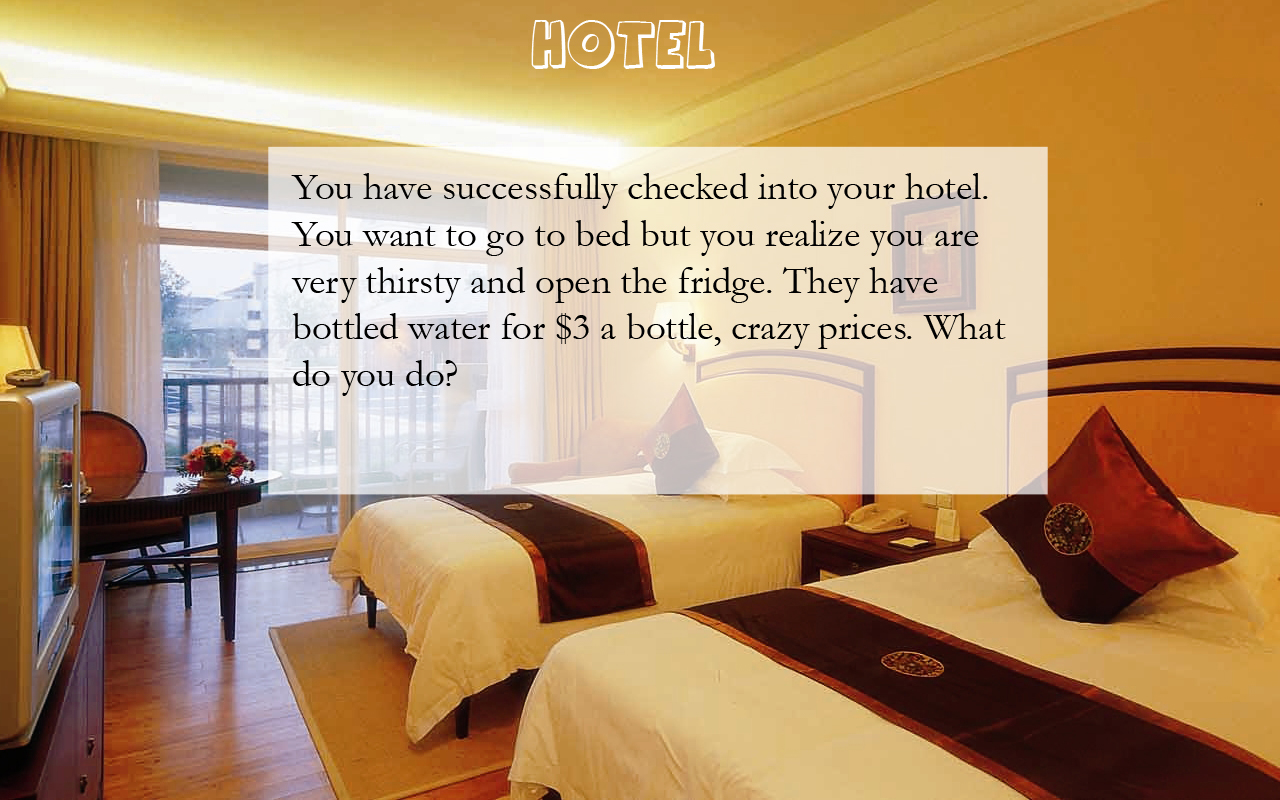 HOTEL
You have successfully checked into your hotel.
You want to go to bed but you realize you are
very thirsty and open the fridge. They have
bottled water for $3 a bottle, crazy prices. What
do you do?